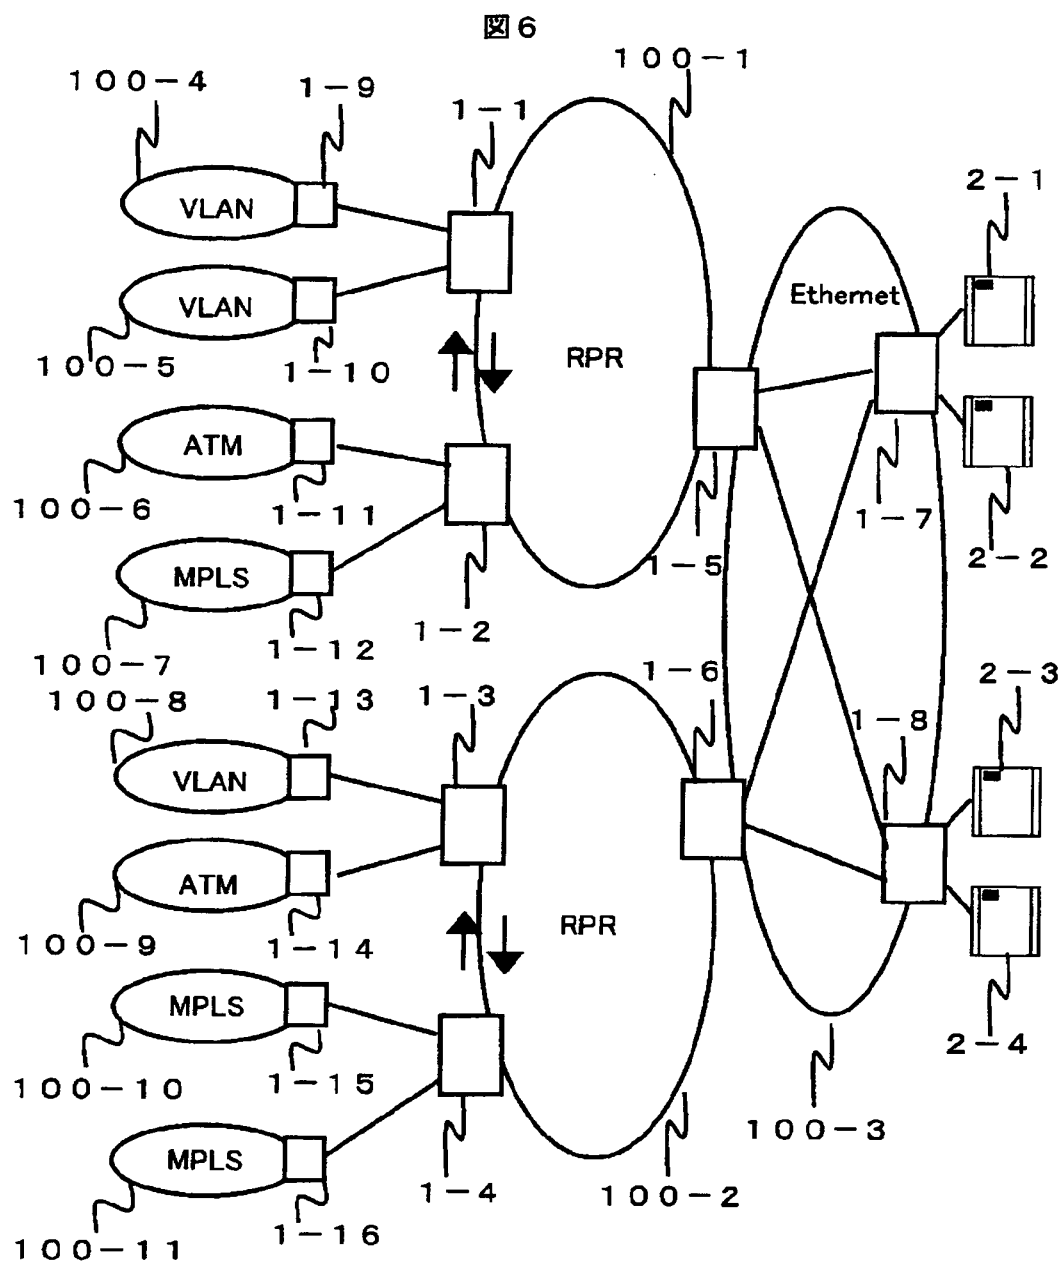 図6
100-4
1-9
1-1
100-1
2-1
VLAN
VLAN
Ethernet
100-5
1-10
RPR
ATM
100-6
1-11
1-7
2-2
MPLS
1-5
100-7
1-12
1-2
1-6
100-8
1-13
1-3
2-3
1-8
VLAN
ATM
RPR
100-9
1-14
MPLS
2-4
100-10
1-15
100-3
MPLS
1-4
100-2
100-11
1-16